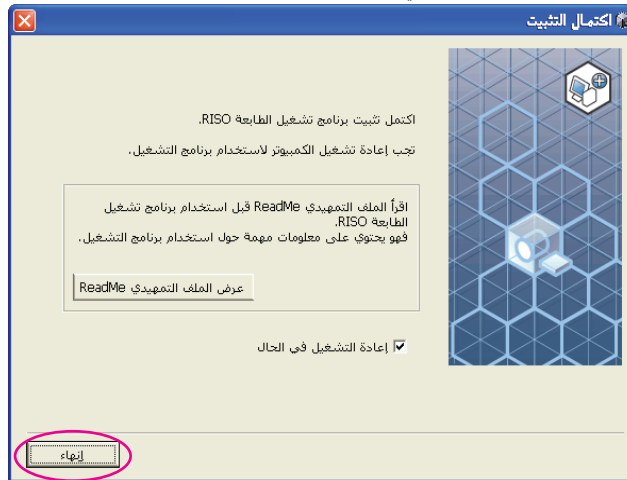 اكتمال التثبيت
اكتمل تثبيت برنامج تشغيل الطابعة RISO.
تجب إعادة تشغيل الكمبيوتر لاستخدام برنامج التشغيل.
اقرأ الملف التمهيدي ReadMe قبل استخدام برنامج تشغيل
الطابعة RISO.
فهو يحتوي على معلومات مهمة حول استخدام برنامج التشغيل.
عرض الملف التمهيدي ReadMe
إعادة التشغيل في الحال
إنهاء